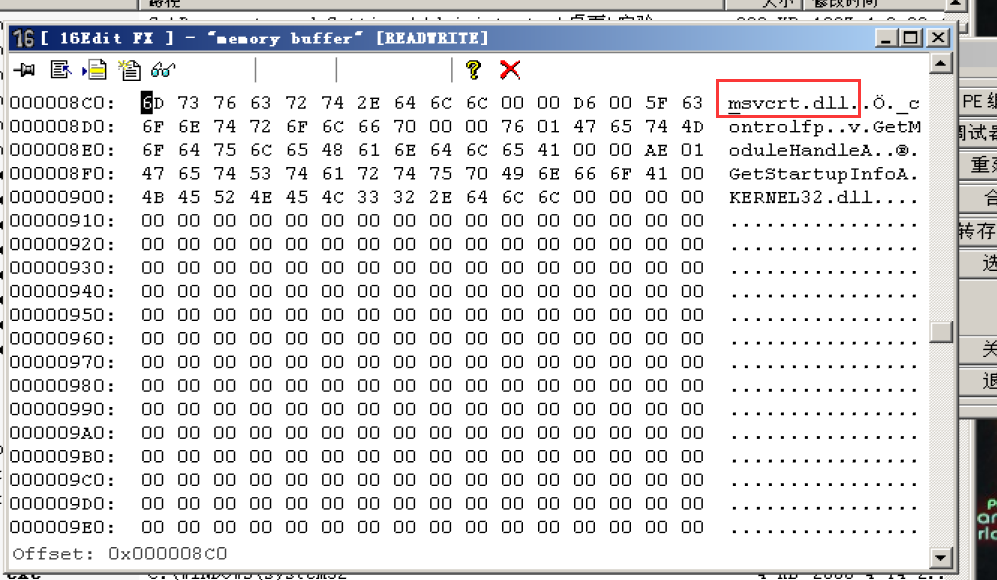 路径
大小
修改时间
16 [ 16Edit FX ] - "memory buffer" [READWRITE]
000008C0: 6D 73 76 63 72 74 2E 64 6C 6C 00 00 D6 00 5F 63 msvcrt.dll..Ö._c
000008D0: 6F 6E 74 72 6F 6C 66 70 00 00 76 01 47 65 74 4D ontrolfp..v.GetM
000008E0: 6F 64 75 6C 65 48 61 6E 64 6C 65 41 00 00 AE 01 oduleHandleA..®.
000008F0: 47 65 74 53 74 61 72 74 75 70 49 6E 66 6F 41 00 GetStartupInfoA.
00000900: 4B 45 52 4E 45 4C 33 32 2E 64 6C 6C 00 00 00 00 KERNEL32.dll....
00000910: 00 00 00 00 00 00 00 00 00 00 00 00 00 00 00 00 ................
00000920: 00 00 00 00 00 00 00 00 00 00 00 00 00 00 00 00 ................
00000930: 00 00 00 00 00 00 00 00 00 00 00 00 00 00 00 00 ................
00000940: 00 00 00 00 00 00 00 00 00 00 00 00 00 00 00 00 ................
00000950: 00 00 00 00 00 00 00 00 00 00 00 00 00 00 00 00 ................
00000960: 00 00 00 00 00 00 00 00 00 00 00 00 00 00 00 00 ................
00000970: 00 00 00 00 00 00 00 00 00 00 00 00 00 00 00 00 ................
00000980: 00 00 00 00 00 00 00 00 00 00 00 00 00 00 00 00 ................
00000990: 00 00 00 00 00 00 00 00 00 00 00 00 00 00 00 00 ................
000009A0: 00 00 00 00 00 00 00 00 00 00 00 00 00 00 00 00 ................
000009B0: 00 00 00 00 00 00 00 00 00 00 00 00 00 00 00 00 ................
000009C0: 00 00 00 00 00 00 00 00 00 00 00 00 00 00 00 00 ................
000009D0: 00 00 00 00 00 00 00 00 00 00 00 00 00 00 00 00 ................
000009E0: 00 00 00 00 00 00 00 00 00 00 00 00 00 00 00 00 ................
Offset: 0x000008C0
PE 编
试器
重
合
转存
选
关
退